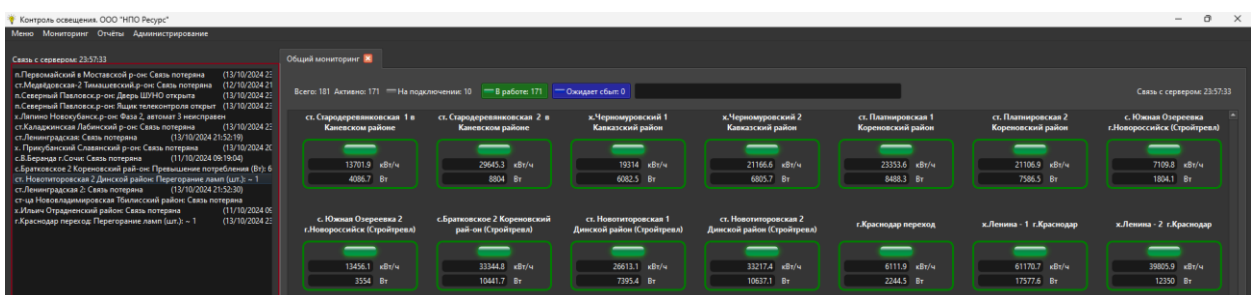 Контроль освещения. ООО "НПО Ресурс"
Меню Мониторинг Отчёты Администрирование
Связь с сервером: 23:57:33
п.Первомайский в Моставской р-он: Связь потеряна (13/10/2024 23
ст.Медвёдовская-2 Тимашевский.р-он: Связь потеряна (12/10/2024 21
п.Северный Павловск.р-он: Дверь ШУНО открыта (13/10/2024 23
п.Северный Павловск.р-он: Ящик телеконтроля открыт (13/10/2024 23
х.Ляпино Новокубанск.р-он: Фаза 2, автомат 3 неисправен
ст.Каладжинская Лабинский р-он: Связь потеряна (13/10/2024 23
ст.Ленинградская: Связь потеряна (13/10/2024 21:52:19)
х. Прикубанский Славянский р-он: Связь потеряна (13/10/2024 20
с.В.Беранда г.Сочи: Связь потеряна (11/10/2024 09:19:04)
с.Братковское 2 Кореновский рай-он: Превышение потребления (Вт): 6
ст. Новотиторовская 2 Динской район: Перегорание ламп (шт.): ~ 1
ст.Ленинградская 2: Связь потеряна (13/10/2024 21:52:30)
ст-ца Нововладимировская Тбилисский район: Связь потеряна
х.Ильич Отрадненский район: Связь потеряна (11/10/2024 09
г.Краснодар переход: Перегорание ламп (шт.): ~ 1 (13/10/2024 23
Общий мониторинг
Всего: 181 Активно: 171 На подключении: 10 В работе: 171 Ожидает сбыт: 0 Связь с сервером: 23:57:33
ст. Стародеревянковская 1 в Каневском районе
13701.9 кВт/ч
4086.7 Вт
ст. Стародеревянковская 2 в Каневском районе
29645.3 кВт/ч
8804 Вт
х.Черномуровский 1 Кавказский район
19314 кВт/ч
6082.5 Вт
х.Черномуровский 2 Кавказский район
21166.6 кВт/ч
6805.7 Вт
ст. Платнировская 1 Кореновский район
23353.6 кВт/ч
8488.3 Вт
ст. Платнировская 2 Кореновский район
21106.9 кВт/ч
7586.5 Вт
с. Южная Озереевка г.Новороссийск (Стройтревл)
7109.8 кВт/ч
1804.1 Вт
с. Южная Озереевка 2 г.Новороссийск (Стройтревл)
13456.1 кВт/ч
3554 Вт
с.Братковское 2 Кореновский рай-он (Стройтревл)
33344.8 кВт/ч
10441.7 Вт
ст. Новотиторовская 1 Динской район (Стройтревл)
26613.1 кВт/ч
7395.4 Вт
ст. Новотиторовская 2 Динской район (Стройтревл)
33217.4 кВт/ч
10637.1 Вт
г.Краснодар переход
6111.9 кВт/ч
2244.5 Вт
х.Ленина - 1 г.Краснодар
61170.7 кВт/ч
17577.6 Вт
х.Ленина - 2 г.Краснодар
39805.9 кВт/ч
12350 Вт